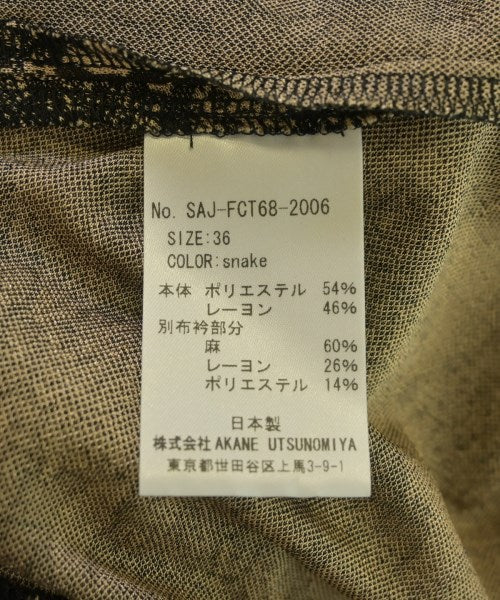 No. SAJ-FCT68-2006
SIZE:36
COLOR:snake
本体 ポリエステル 54%
レーヨン 46%
別布衿部分
麻 60%
レーヨン 26%
ポリエステル 14%
日本製
株式会社AKANE UTSUNOMIYA
東京都世田谷区上馬3-9-1